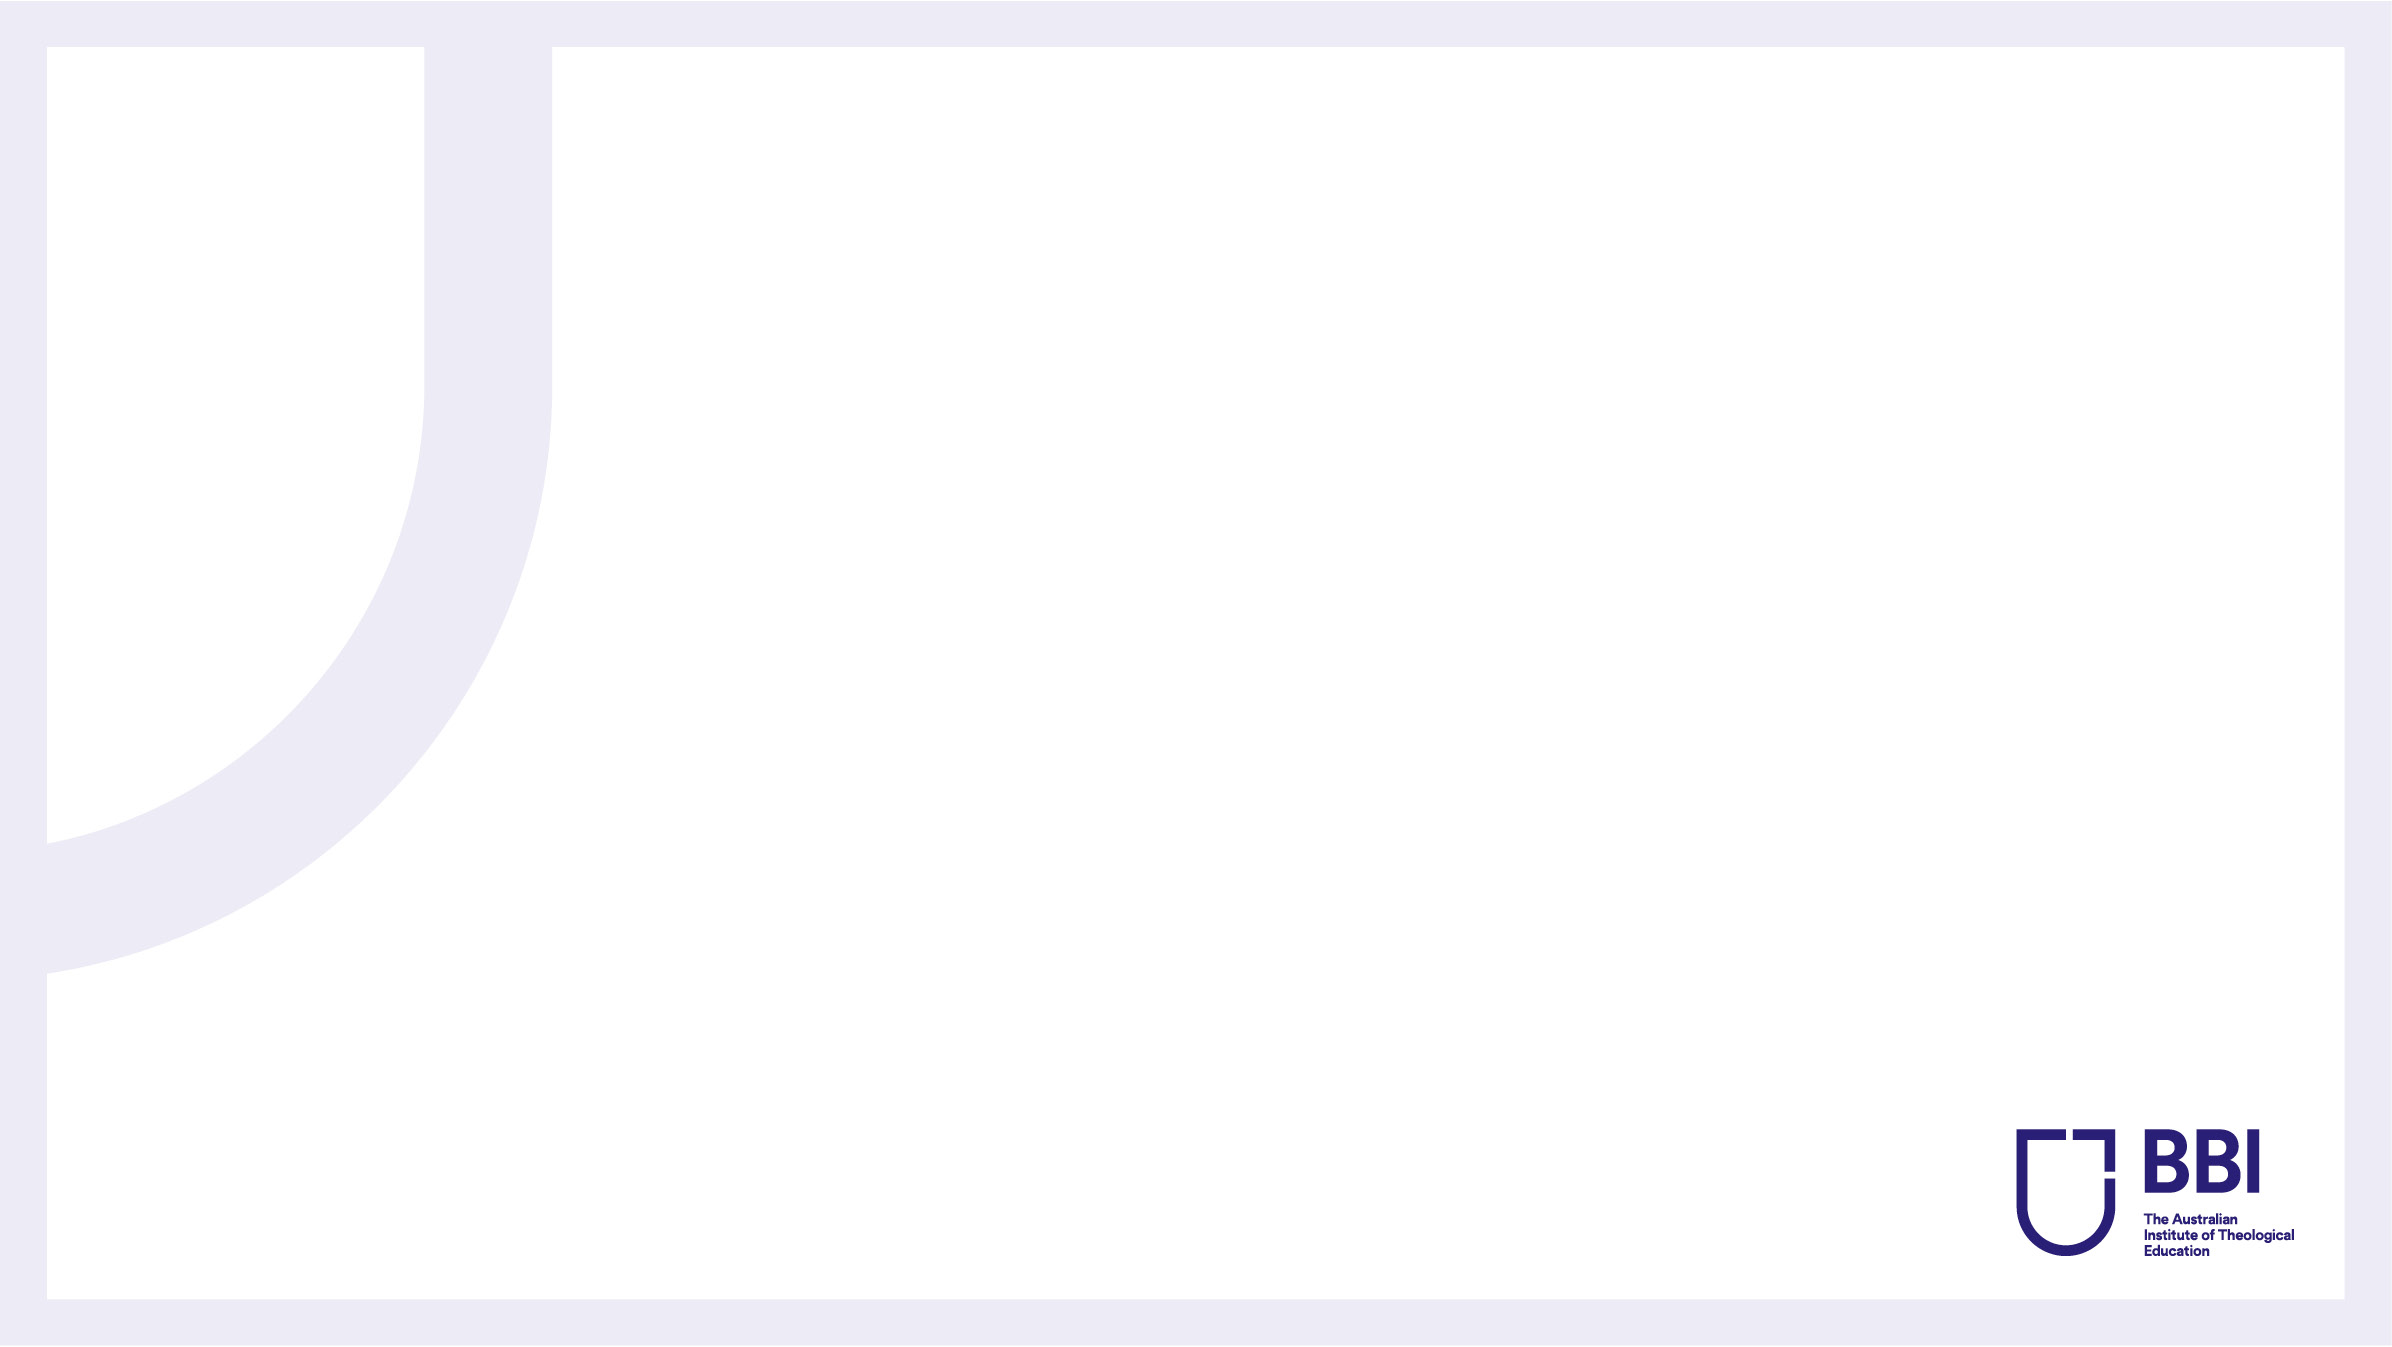 BBI
The Australian
Institute of Theological
Education